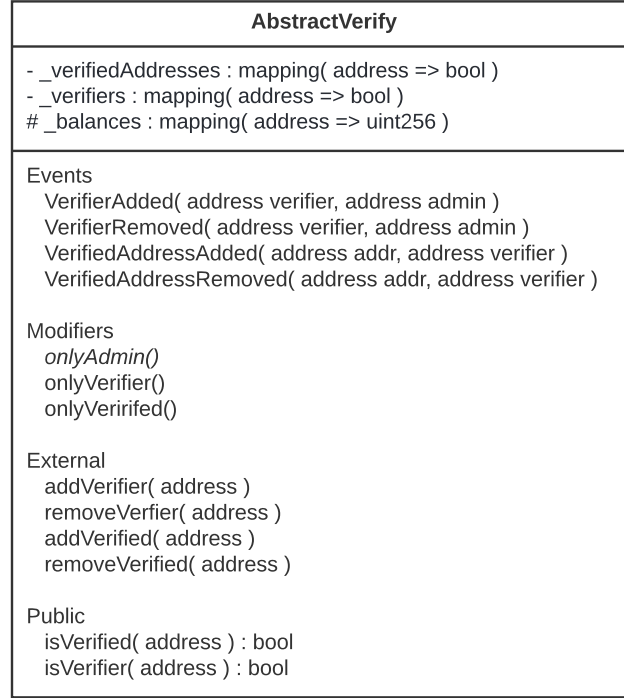 AbstractVerify
- _verifiedAddresses : mapping( address => bool )
- _verifiers : mapping( address => bool )
# _balances : mapping( address => uint256 )
Events
VerifierAdded( address verifier, address admin )
VerifierRemoved( address verifier, address admin )
VerifiedAddressAdded( address addr, address verifier )
VerifiedAddressRemoved( address addr, address verifier )
Modifiers
onlyAdmin()
onlyVerifier()
onlyVeririfed()
External
addVerifier( address )
removeVerfier( address )
addVerified( address )
removeVerified( address )
Public
isVerified( address ) : bool
isVerifier( address ) : bool